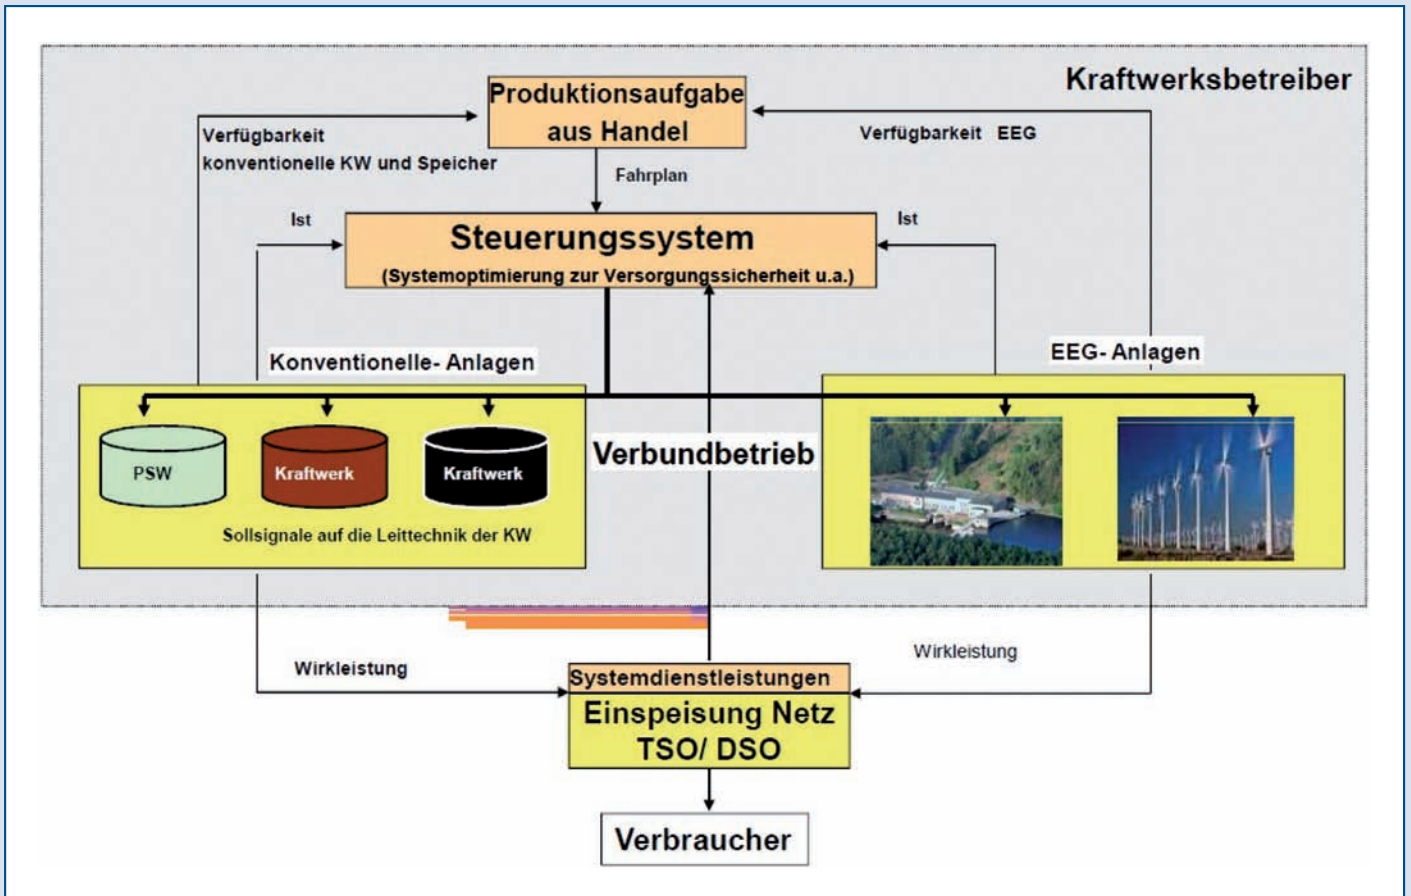 Kraftwerksbetreiber
Produktionsaufgabe
aus Handel
Verfügbarkeit
konventionelle KW und Speicher
Verfügbarkeit EEG
Fahrplan
Ist
Ist
Steuerungssystem
(Systemoptimierung zur Versorgungssicherheit u.a.)
Konventionelle- Anlagen
EEG- Anlagen
PSW
Kraftwerk
Kraftwerk
Verbundbetrieb
Sollsignale auf die Leittechnik der KW
Wirkleistung
Wirkleistung
Systemdienstleistungen
Einspeisung Netz
TSO/ DSO
Verbraucher